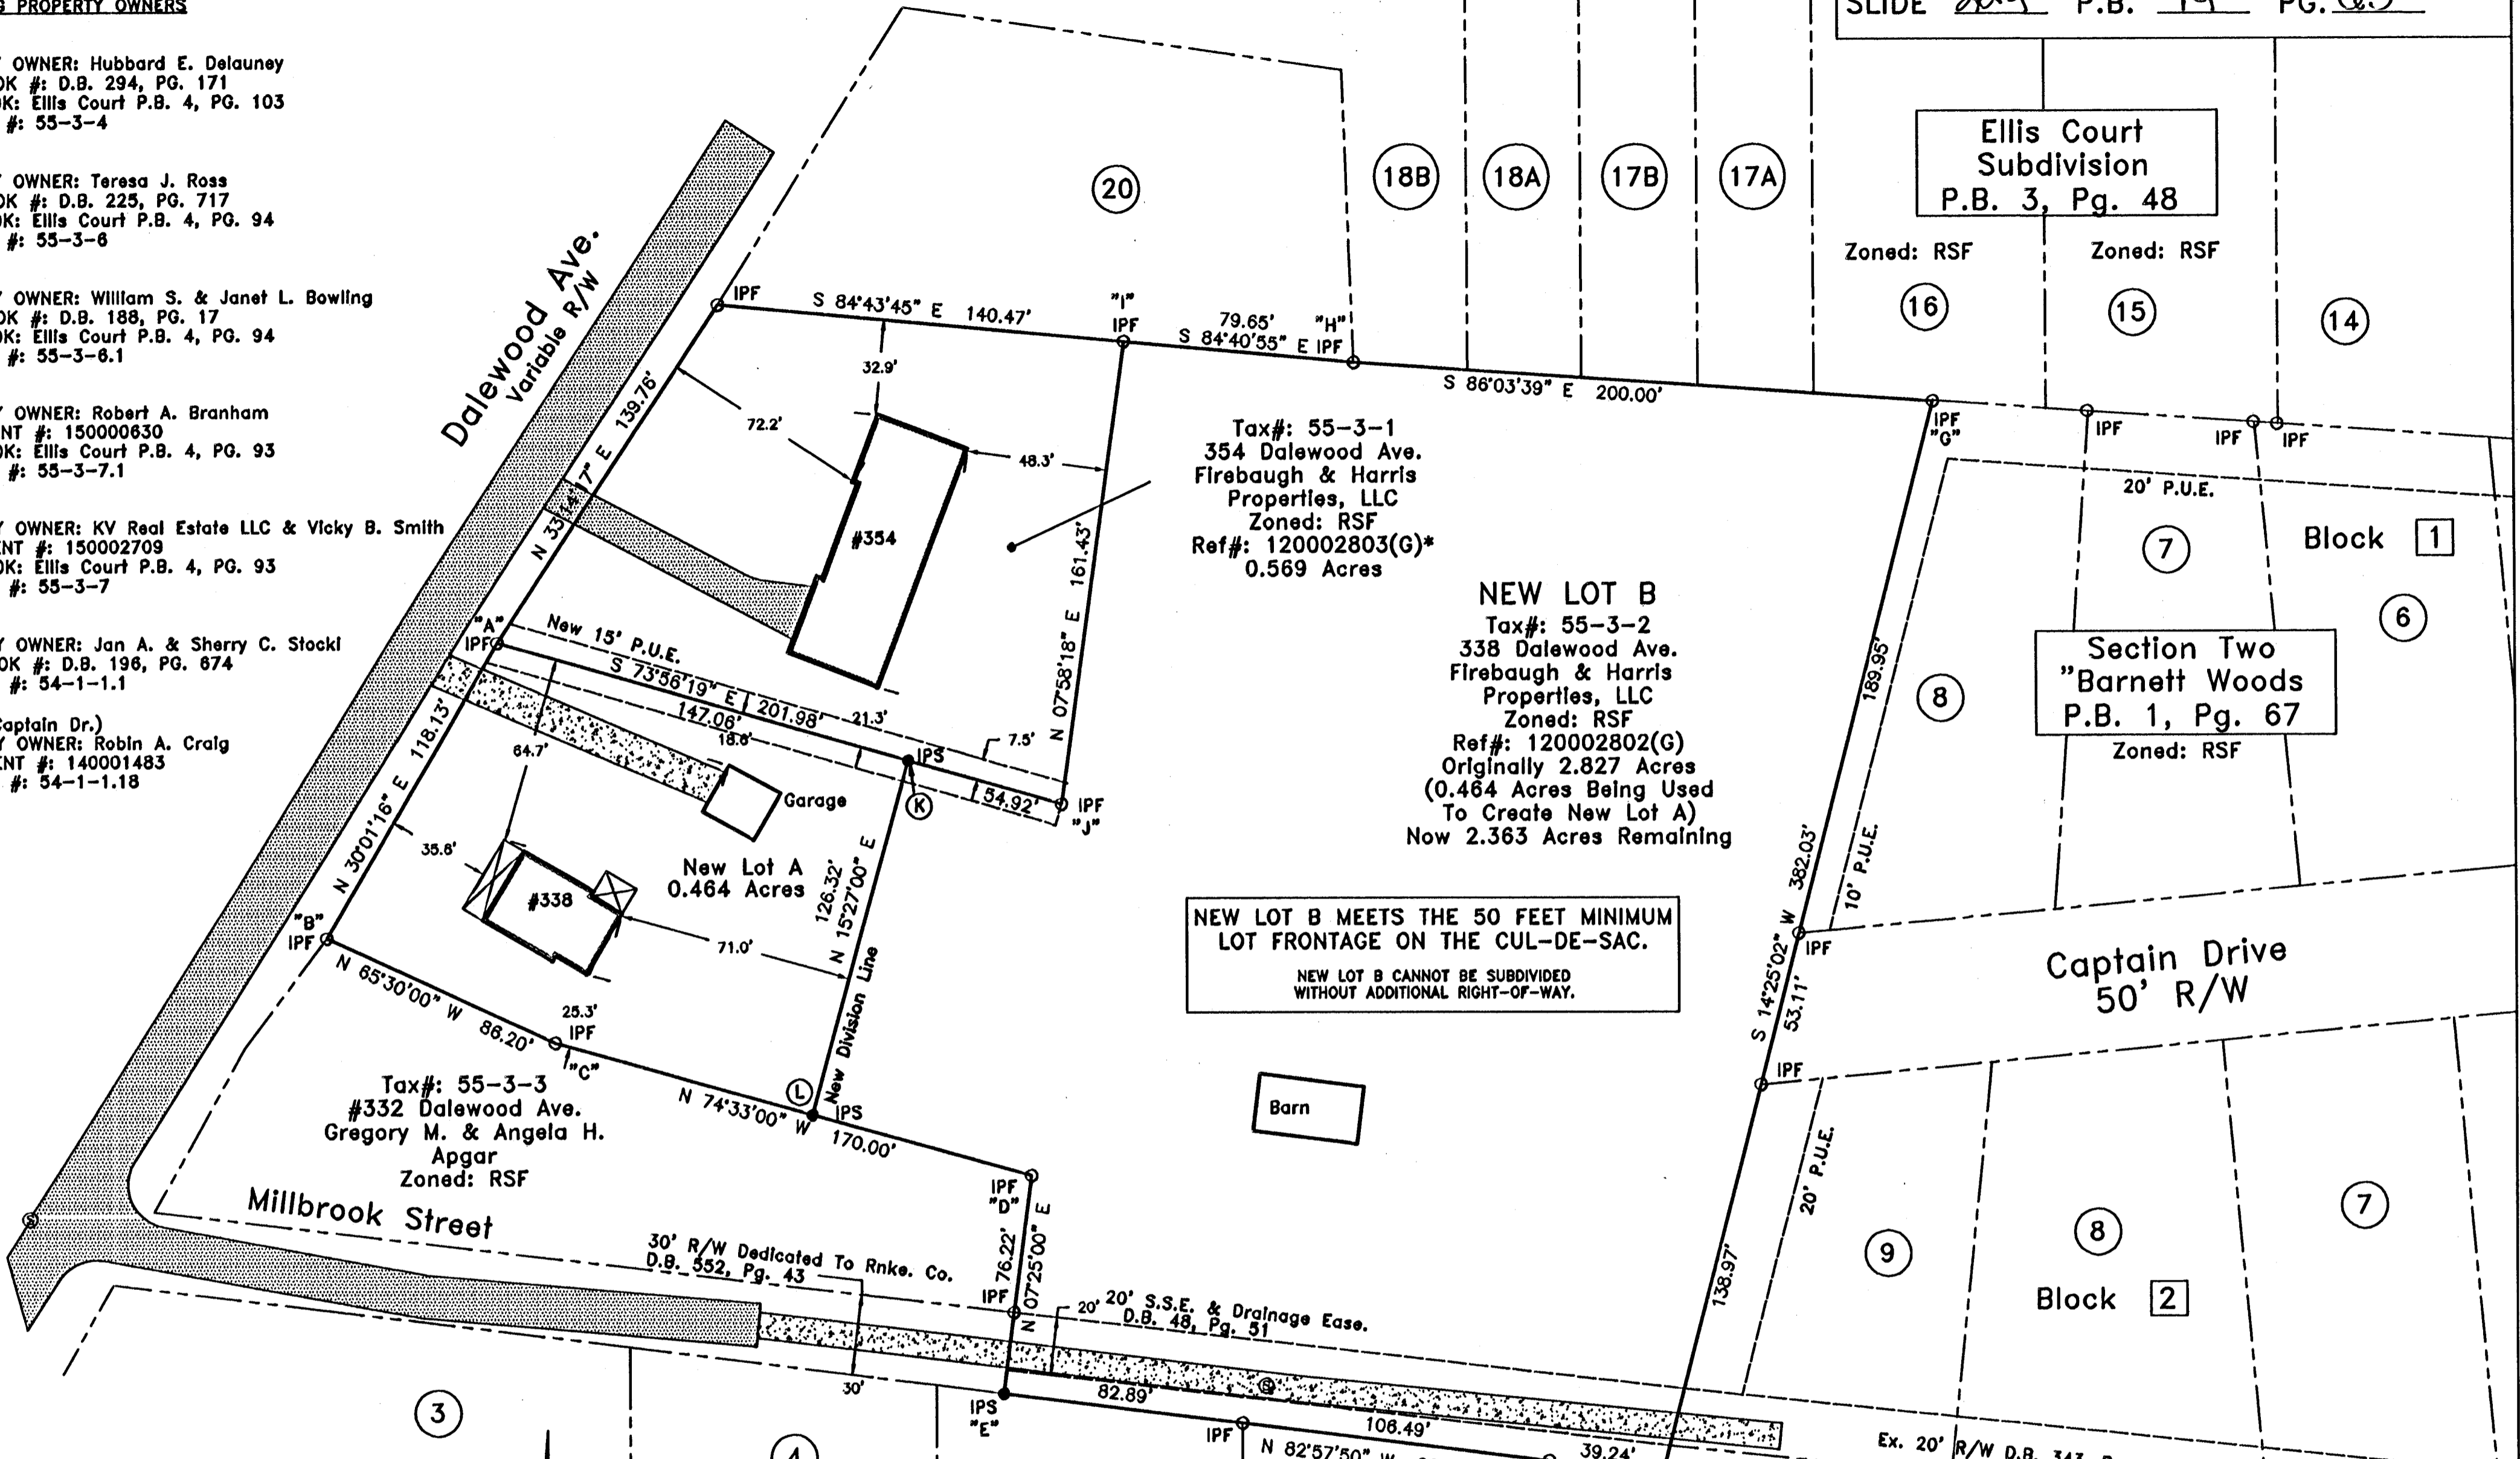 G PROPERTY OWNERS
OWNER: Hubbard E. Delauney
OK #: D.B. 294, PG. 171
OK: Ellis Court P.B. 4, PG. 103
#: 55-3-4
OWNER: Teresa J. Ross
OK #: D.B. 225, PG. 717
OK: Ellis Court P.B. 4, PG. 94
#: 55-3-6
Y OWNER: William S. & Janet L. Bowling
OK #: D.B. 188, PG. 17
OK: Ellis Court P.B. 4, PG. 94
#: 55-3-6.1
Y OWNER: Robert A. Branham
ENT #: 150000630
OK: Ellis Court P.B. 4, PG. 93
#: 55-3-7.1
Y OWNER: KV Real Estate LLC & Vicky B. Smith
ENT #: 150002709
OK: Ellis Court P.B. 4, PG. 93
#: 55-3-7
Y OWNER: Jan A. & Sherry C. Stocki
OK #: D.B. 196, PG. 674
#: 54-1-1.1
Captain Dr.)
Y OWNER: Robin A. Craig
ENT #: 140001483
#: 54-1-1.18
SLIDE P.B. PG.
Ellis Court
Subdivision
P.B. 3, Pg. 48
Zoned: RSF
Zoned: RSF
20
18B
18A
17B
17A
16
15
14
Dalewood Ave.
Variable R/W
IPF
S 84°43'45" E 140.47'
"I"
IPF
79.65'
S 84°40'55" E
"H"
IPF
S 86°03'39" E 200.00'
IPF
"G"
IPF
IPF
IPF
20' P.U.E.
N 33°14'17" E 139.76'
32.9'
72.2'
48.3'
#354
N 07°58'18" E 161.43'
Tax#: 55-3-1
354 Dalewood Ave.
Firebaugh & Harris
Properties, LLC
Zoned: RSF
Ref#: 120002803(G)*
0.569 Acres
NEW LOT B
Tax#: 55-3-2
338 Dalewood Ave.
Firebaugh & Harris
Properties, LLC
Zoned: RSF
Ref#: 120002802(G)
Originally 2.827 Acres
(0.464 Acres Being Used
To Create New Lot A)
Now 2.363 Acres Remaining
7
Block 1
6
8
Section Two
"Barnett Woods
P.B. 1, Pg. 67
Zoned: RSF
"A"
IPF
New 15' P.U.E.
S 73°56'19" E 201.98'
147.06'
21.3'
18.6'
7.5'
54.92'
IPS
K
IPF
"J"
N 30°01'16" E 118.13'
64.7'
35.6'
Garage
#338
New Lot A
0.464 Acres
71.0'
126.32'
N 15°27'00" E
New Division Line
"B"
IPF
N 65°30'00" W 86.20'
25.3'
IPF
"C"
N 74°33'00" W 170.00'
L
IPS
IPF
"D"
NEW LOT B MEETS THE 50 FEET MINIMUM
LOT FRONTAGE ON THE CUL-DE-SAC.
NEW LOT B CANNOT BE SUBDIVIDED
WITHOUT ADDITIONAL RIGHT-OF-WAY.
189.95'
S 14°25'02" W 382.03'
10' P.U.E.
IPF
53.11'
Captain Drive
50' R/W
IPF
Barn
Tax#: 55-3-3
#332 Dalewood Ave.
Gregory M. & Angela H.
Apgar
Zoned: RSF
Millbrook Street
S
30' R/W Dedicated To Rnke. Co.
D.B. 552, Pg. 43
30'
N 07°25'00" E 76.22'
IPF
IPS
"E"
20'
20' S.S.E. & Drainage Ease.
D.B. 48, Pg. 51
S
82.89'
106.49'
39.24'
IPF
N 82°57'50" W
138.97'
20' P.U.E.
9
8
7
Block 2
Ex. 20' R/W D.B. 343,
3
4